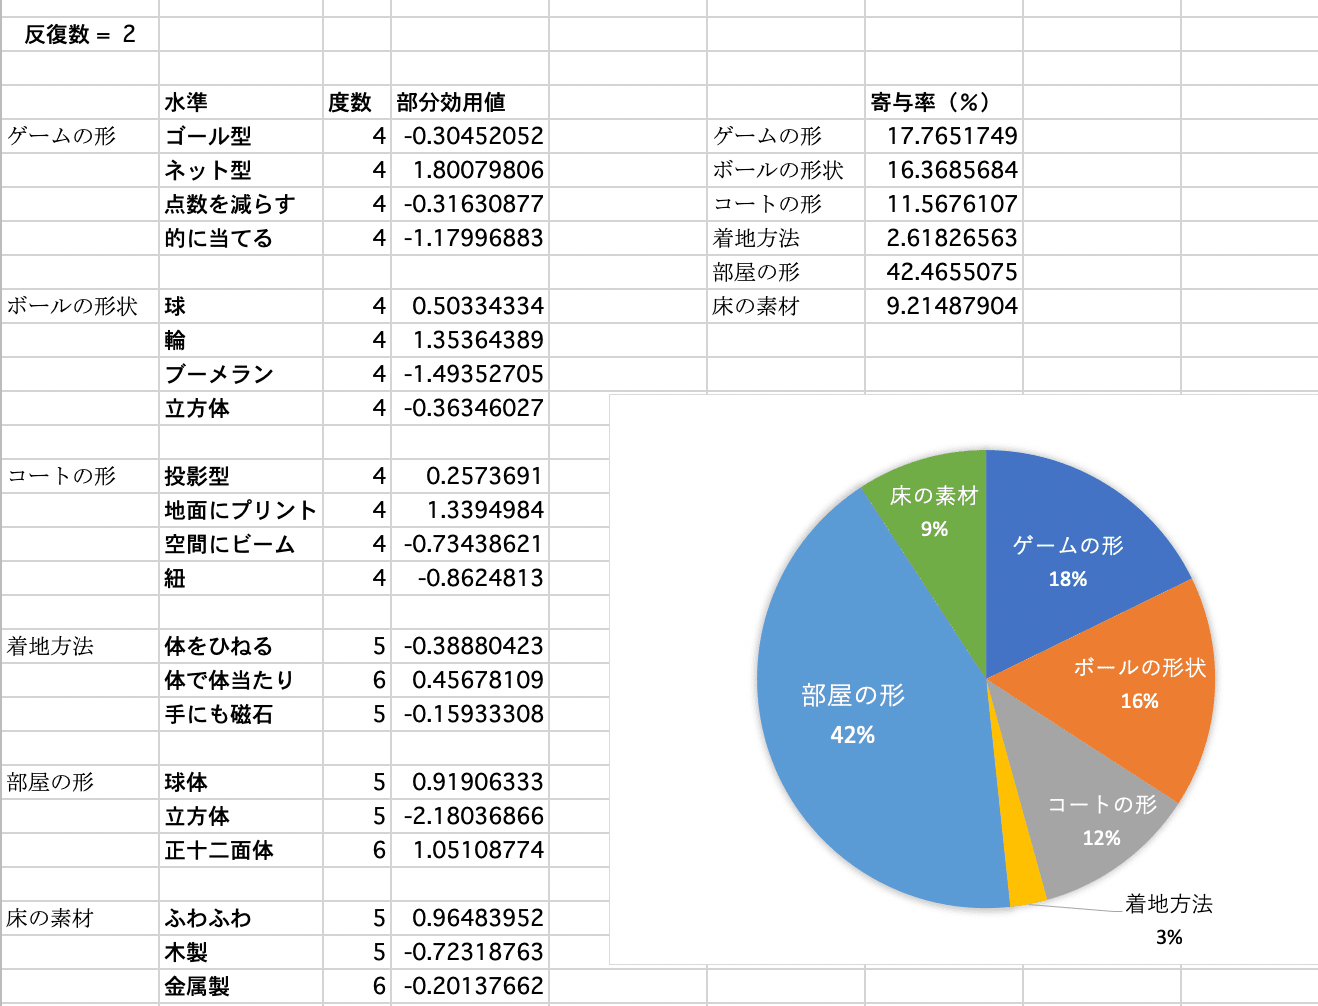 反復数 = 2
水準 度数 部分効用値 寄与率（%）
ゲームの形 ゴール型 4 -0.30452052 ゲームの形 17.7651749
ネット型 4 1.80079806 ボールの形状 16.3685684
点数を減らす 4 -0.31630877 コートの形 11.5676107
的に当てる 4 -1.17996883 着地方法 2.61826563
部屋の形 42.4655075
ボールの形状 球 4 0.50334334 床の素材 9.21487904
輪 4 1.35364389
ブーメラン 4 -1.49352705
立方体 4 -0.36346027
コートの形 投影型 4 0.2573691
地面にプリント 4 1.3394984
空間にビーム 4 -0.73438621
紐 4 -0.8624813
着地方法 体をひねる 5 -0.38880423
体で体当たり 6 0.45678109
手にも磁石 5 -0.15933308
部屋の形 球体 5 0.91906333
立方体 5 -2.18036866
正十二面体 6 1.05108774
床の素材 ふわふわ 5 0.96483952
木製 5 -0.72318763
金属製 6 -0.20137662
床の素材
9%
ゲームの形
18%
ボールの形状
16%
部屋の形
42%
コートの形
12%
着地方法
3%